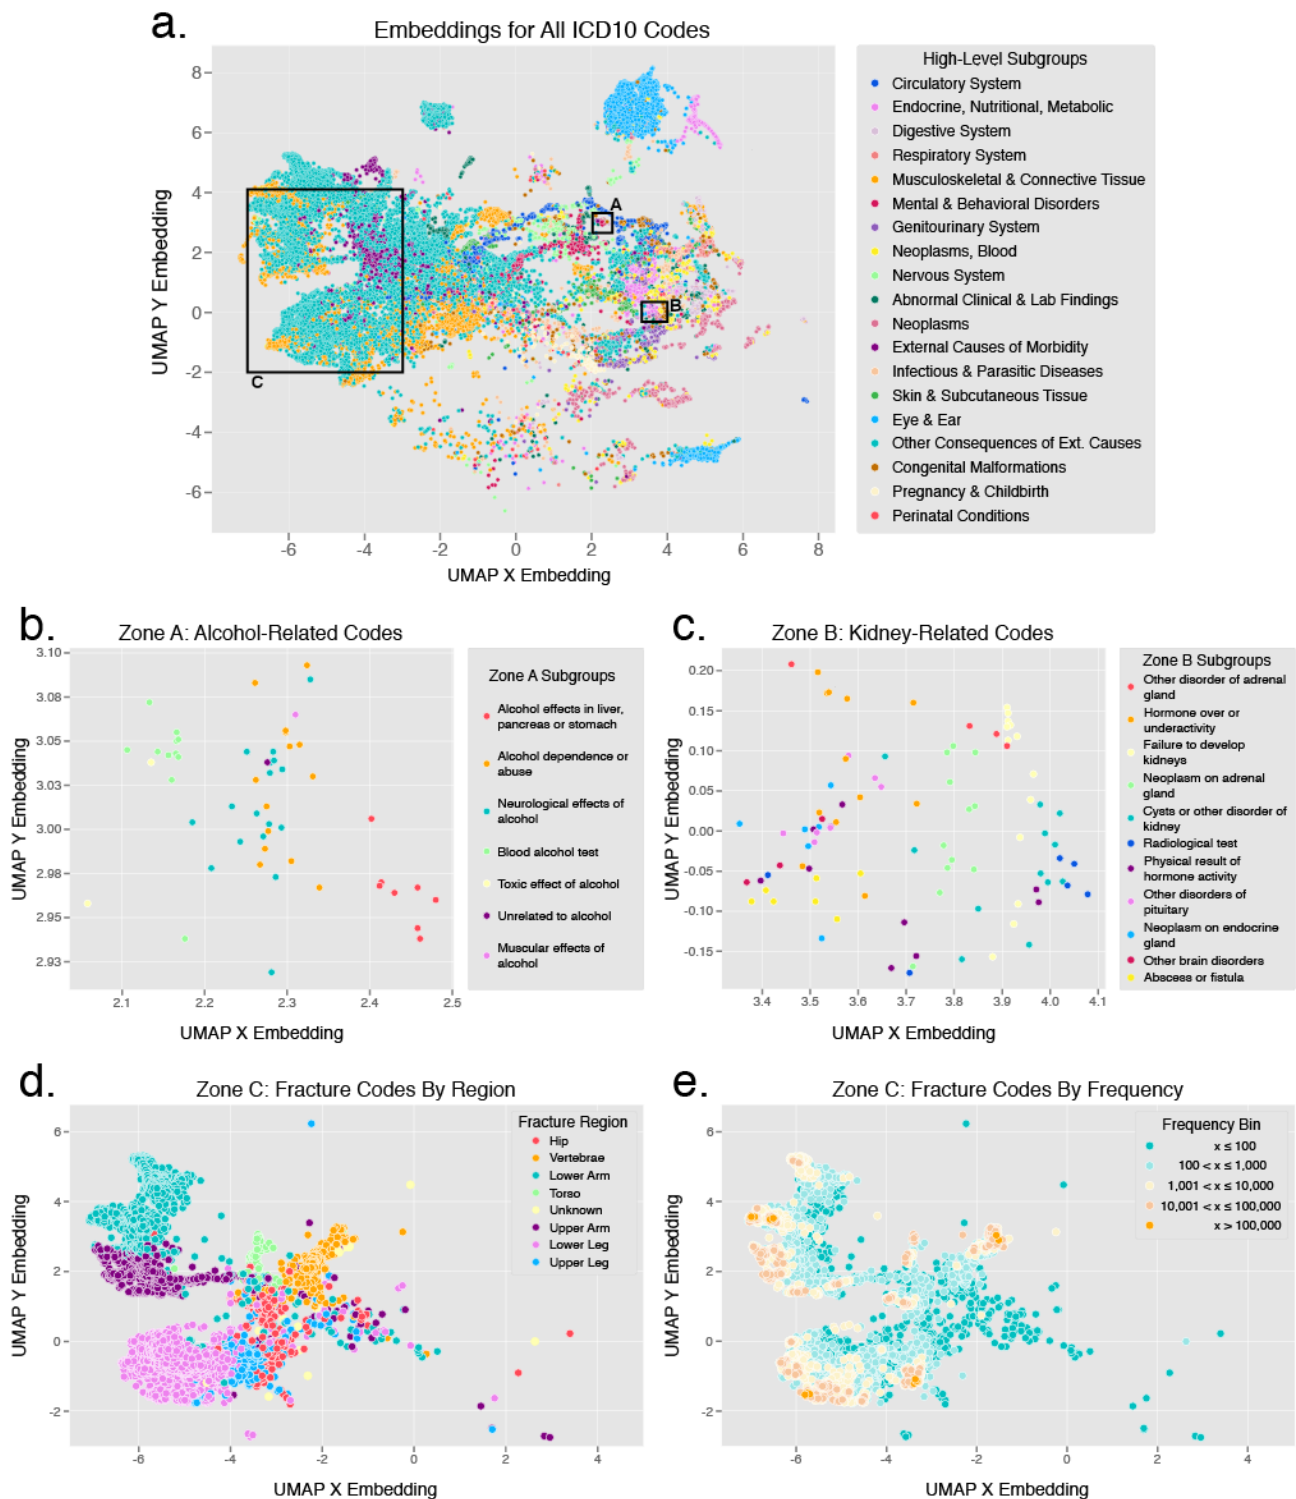 a.
Embeddings for All ICD10 Codes
8
6
4
2
0
-2
-4
-6
UMAP Y Embedding
-6 -4 -2 0 2 4 6 8
UMAP X Embedding
A
B
C
High-Level Subgroups
Circulatory System
Endocrine, Nutritional, Metabolic
Digestive System
Respiratory System
Musculoskeletal & Connective Tissue
Mental & Behavioral Disorders
Genitourinary System
Neoplasms, Blood
Nervous System
Abnormal Clinical & Lab Findings
Neoplasms
External Causes of Morbidity
Infectious & Parasitic Diseases
Skin & Subcutaneous Tissue
Eye & Ear
Other Consequences of Ext. Causes
Congenital Malformations
Pregnancy & Childbirth
Perinatal Conditions
b.
Zone A: Alcohol-Related Codes
3.10
3.08
3.05
3.03
3.00
2.98
2.95
2.93
UMAP Y Embedding
2.1 2.2 2.3 2.4 2.5
UMAP X Embedding
Zone A Subgroups
Alcohol effects in liver,
pancreas or stomach
Alcohol dependence or
abuse
Neurological effects of
alcohol
Blood alcohol test
Toxic effect of alcohol
Unrelated to alcohol
Muscular effects of
alcohol
c.
Zone B: Kidney-Related Codes
0.20
0.15
0.10
0.05
0.00
-0.05
-0.10
-0.15
UMAP Y Embedding
3.4 3.5 3.6 3.7 3.8 3.9 4.0 4.1
UMAP X Embedding
Zone B Subgroups
Other disorder of adrenal
gland
Hormone over or
underactivity
Failure to develop
kidneys
Neoplasm on adrenal
gland
Cysts or other disorder of
kidney
Radiological test
Physical result of
hormone activity
Other disorders of
pituitary
Neoplasm on endocrine
gland
Other brain disorders
Abscess or fistula
d.
Zone C: Fracture Codes By Region
6
4
2
0
-2
UMAP Y Embedding
-6 -4 -2 0 2 4
UMAP X Embedding
Fracture Region
Hip
Vertebrae
Lower Arm
Torso
Unknown
Upper Arm
Lower Leg
Upper Leg
e.
Zone C: Fracture Codes By Frequency
6
4
2
0
-2
UMAP Y Embedding
-6 -4 -2 0 2 4
UMAP X Embedding
Frequency Bin
x ≤ 100
100 < x ≤ 1,000
1,001 < x ≤ 10,000
10,001 < x ≤ 100,000
x > 100,000